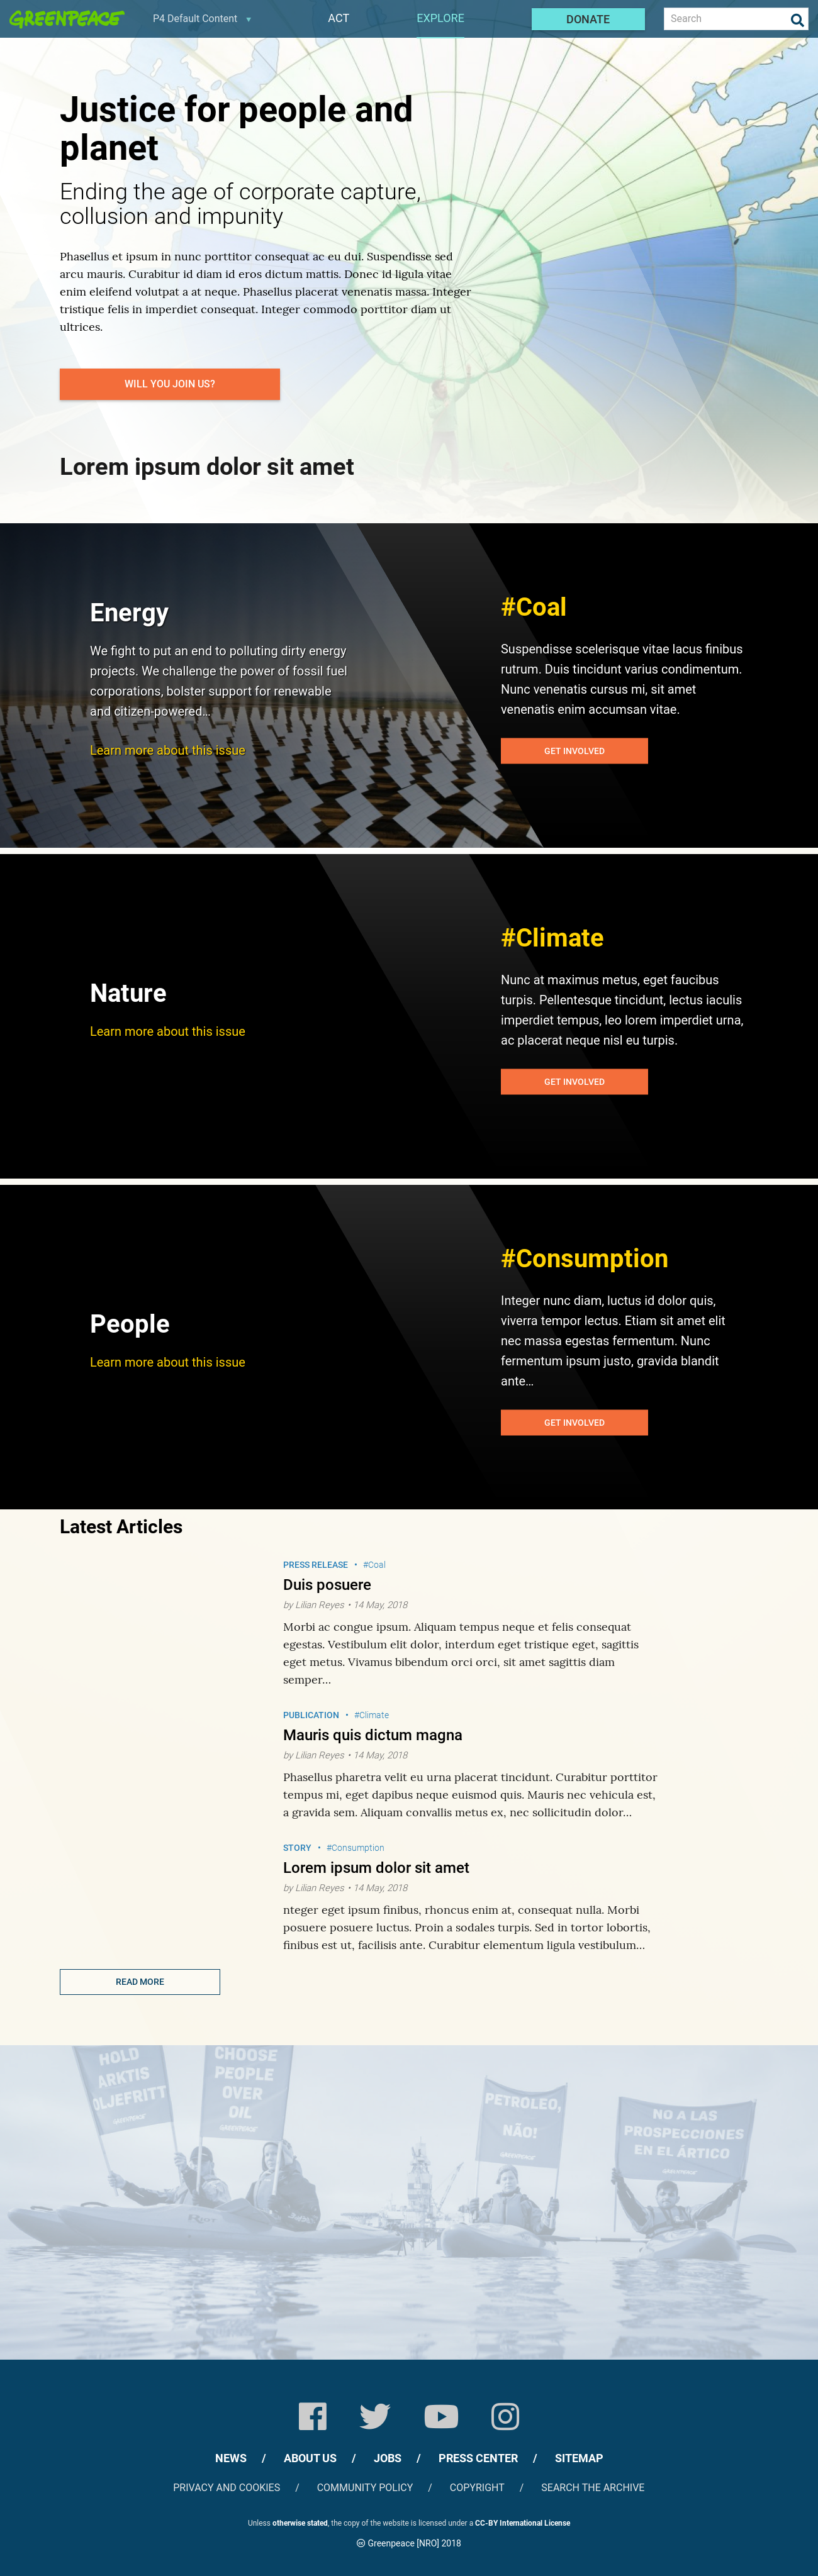 GREENPEACE
P4 Default Content
ACT
EXPLORE
DONATE
Search
Justice for people and
planet
Ending the age of corporate capture,
collusion and impunity
Phasellus et ipsum in nunc porttitor consequat ac eu dui. Suspendisse sed
arcu mauris. Curabitur id diam id eros dictum mattis. Donec id ligula vitae
enim eleifend volutpat a at neque. Phasellus placerat venenatis massa. Integer
tristique felis in imperdiet consequat. Integer commodo porttitor diam ut
ultrices.
WILL YOU JOIN US?
Lorem ipsum dolor sit amet
Energy
We fight to put an end to polluting dirty energy
projects. We challenge the power of fossil fuel
corporations, bolster support for renewable
and citizen-powered...
Learn more about this issue
#Coal
Suspendisse scelerisque vitae lacus finibus
rutrum. Duis tincidunt varius condimentum.
Nunc venenatis cursus mi, sit amet
venenatis enim accumsan vitae.
GET INVOLVED
Nature
Learn more about this issue
#Climate
Nunc at maximus metus, eget faucibus
turpis. Pellentesque tincidunt, lectus iaculis
imperdiet tempus, leo lorem imperdiet urna,
ac placerat neque nisl eu turpis.
GET INVOLVED
People
Learn more about this issue
#Consumption
Integer nunc diam, luctus id dolor quis,
viverra tempor lectus. Etiam sit amet elit
nec massa egestas fermentum. Nunc
fermentum ipsum justo, gravida blandit
ante...
GET INVOLVED
Latest Articles
PRESS RELEASE • #Coal
Duis posuere
by Lilian Reyes • 14 May, 2018
Morbi ac congue ipsum. Aliquam tempus neque et felis consequat
egestas. Vestibulum elit dolor, interdum eget tristique eget, sagittis
eget metus. Vivamus bibendum orci orci, sit amet sagittis diam
semper...
PUBLICATION • #Climate
Mauris quis dictum magna
by Lilian Reyes • 14 May, 2018
Phasellus pharetra velit eu urna placerat tincidunt. Curabitur porttitor
tempus mi, eget dapibus neque euismod quis. Mauris nec vehicula est,
a gravida sem. Aliquam convallis metus ex, nec sollicitudin dolor...
STORY • #Consumption
Lorem ipsum dolor sit amet
by Lilian Reyes • 14 May, 2018
nteger eget ipsum finibus, rhoncus enim at, consequat nulla. Morbi
posuere posuere luctus. Proin a sodales turpis. Sed in tortor lobortis,
finibus est ut, facilisis ante. Curabitur elementum ligula vestibulum...
READ MORE
HOLD
ARKTIS
OLJEFRITT
GREENPEACE
CHOOSE
PEOPLE
OVER
OIL
GREENPEACE
PETROLEO,
NÃO!
GREENPEACE
NO A LAS
PROSPECCIONES
EN EL ÁRTICO
GREENPEACE
NEWS / ABOUT US / JOBS / PRESS CENTER / SITEMAP
PRIVACY AND COOKIES / COMMUNITY POLICY / COPYRIGHT / SEARCH THE ARCHIVE
Unless otherwise stated, the copy of the website is licensed under a CC-BY International License
Greenpeace [NRO] 2018